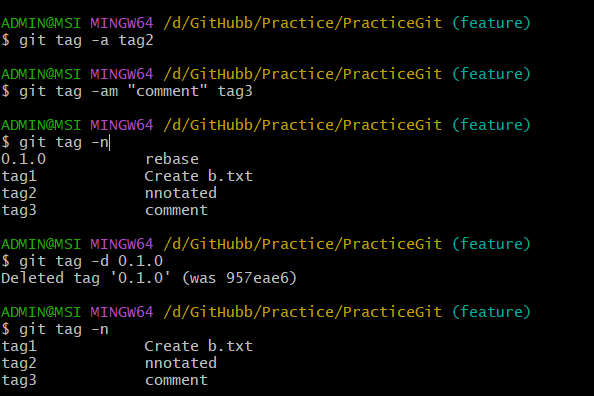 ADMIN@MSI MINGW64 /d/GitHubb/Practice/PracticeGit (feature)
$ git tag -a tag2
ADMIN@MSI MINGW64 /d/GitHubb/Practice/PracticeGit (feature)
$ git tag -am "comment" tag3
ADMIN@MSI MINGW64 /d/GitHubb/Practice/PracticeGit (feature)
$ git tag -n
0.1.0           rebase
tag1            Create b.txt
tag2            nnotated
tag3            comment
ADMIN@MSI MINGW64 /d/GitHubb/Practice/PracticeGit (feature)
$ git tag -d 0.1.0
Deleted tag '0.1.0' (was 957eae6)
ADMIN@MSI MINGW64 /d/GitHubb/Practice/PracticeGit (feature)
$ git tag -n
tag1            Create b.txt
tag2            nnotated
tag3            comment